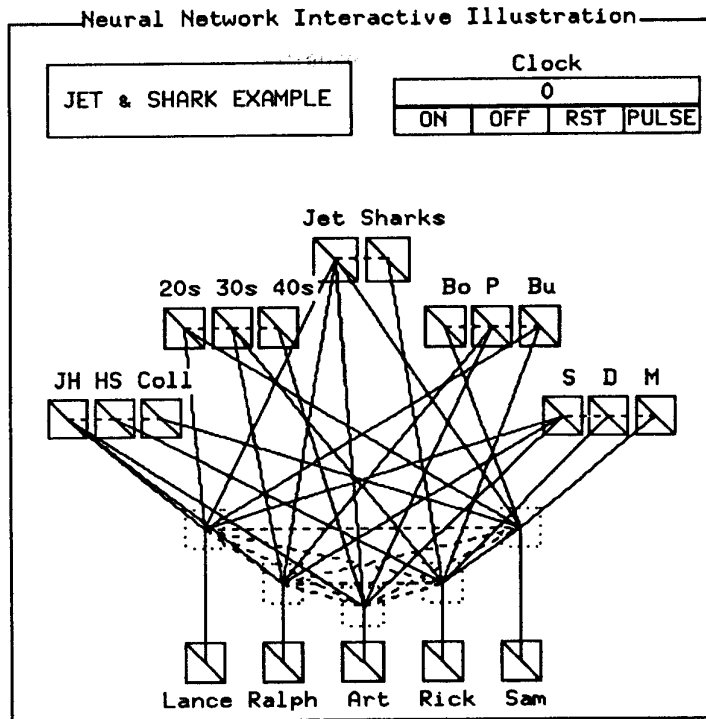 Neural Network Interactive Illustration
Clock
JET & SHARK EXAMPLE
0
ON OFF RST PULSE
Jet Sharks
20s 30s 40s
Bo P Bu
JH HS Coll
S D M
Lance Ralph Art Rick Sam